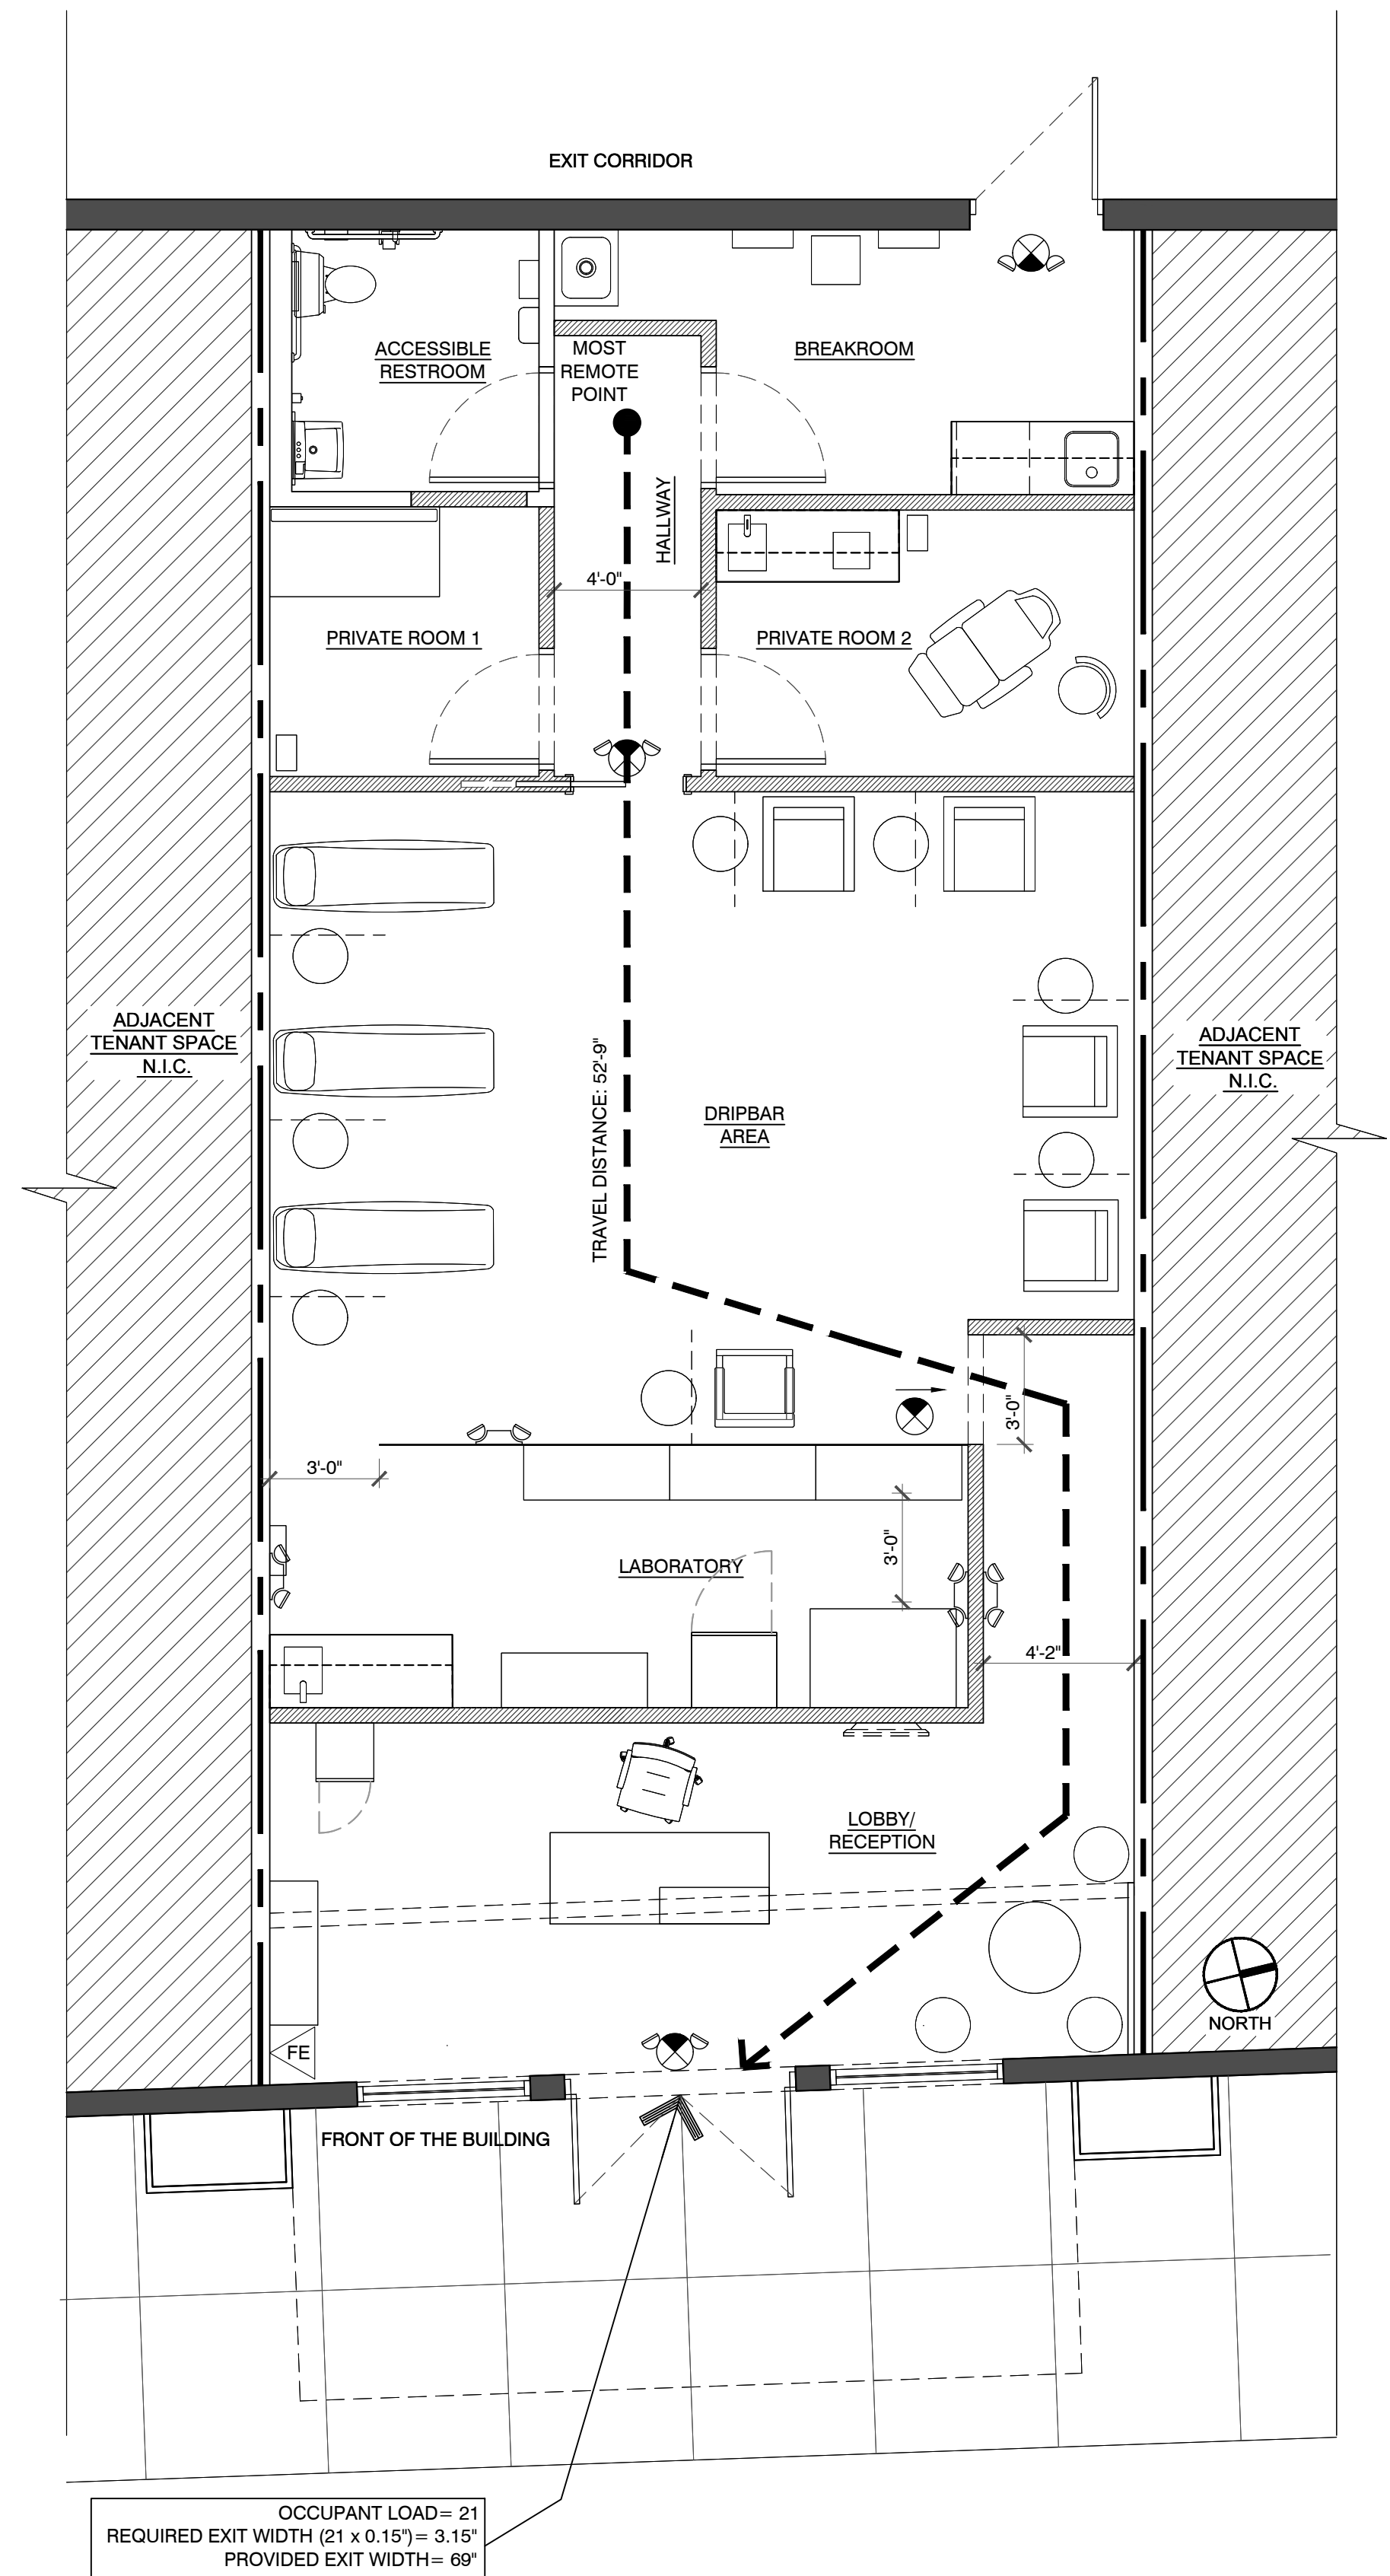 EXIT CORRIDOR
ACCESSIBLE
RESTROOM
MOST
REMOTE
POINT
BREAKROOM
HALLWAY
4'-0"
PRIVATE ROOM 1
PRIVATE ROOM 2
ADJACENT
TENANT SPACE
N.I.C.
ADJACENT
TENANT SPACE
N.I.C.
TRAVEL DISTANCE: 52'-9"
DRIPBAR
AREA
3'-0"
3'-0"
3'-0"
LABORATORY
4'-2"
LOBBY/
RECEPTION
NORTH
FE
FRONT OF THE BUILDING
OCCUPANT LOAD= 21
REQUIRED EXIT WIDTH (21 x 0.15")= 3.15"
PROVIDED EXIT WIDTH= 69"